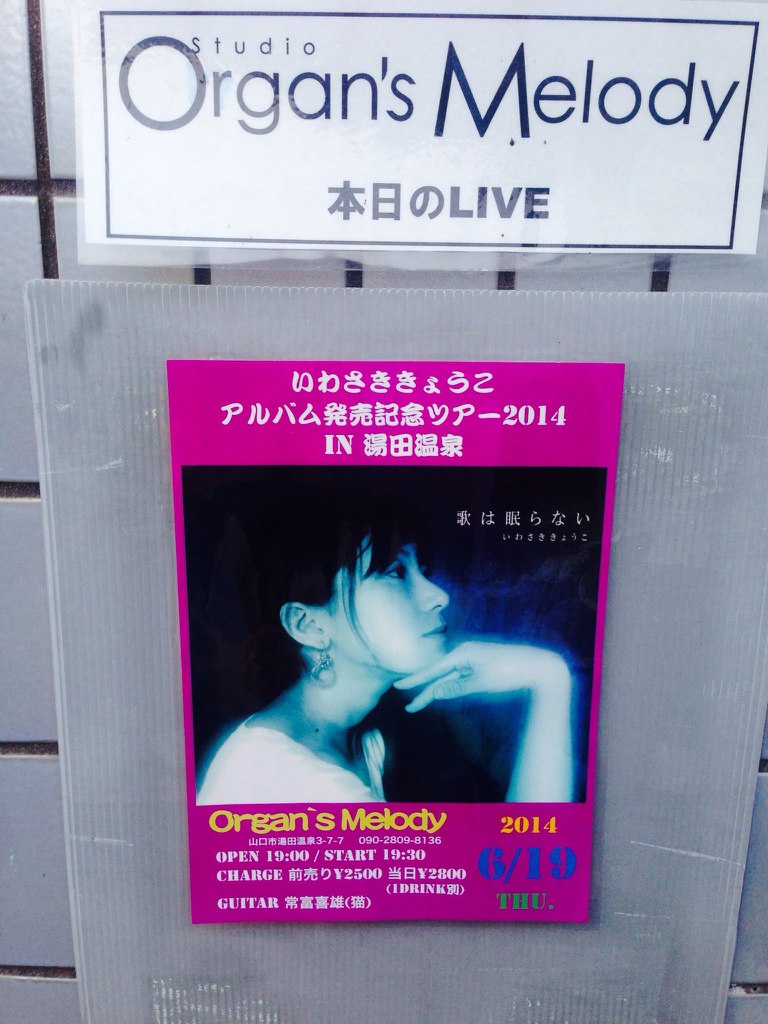 Studio
Organ's Melody
本日のLIVE
いわさききょうこ
アルバム発売記念ツアー2014
IN 湯田温泉
歌は眠らない
いわさききょうこ
Organ`s Melody
山口市湯田温泉3-7-7 090-2809-8136
OPEN 19:00 / START 19:30
CHARGE 前売り¥2500 当日¥2800
(1DRINK別)
GUITAR 常富喜雄(猫)
2014
6/19
THU.